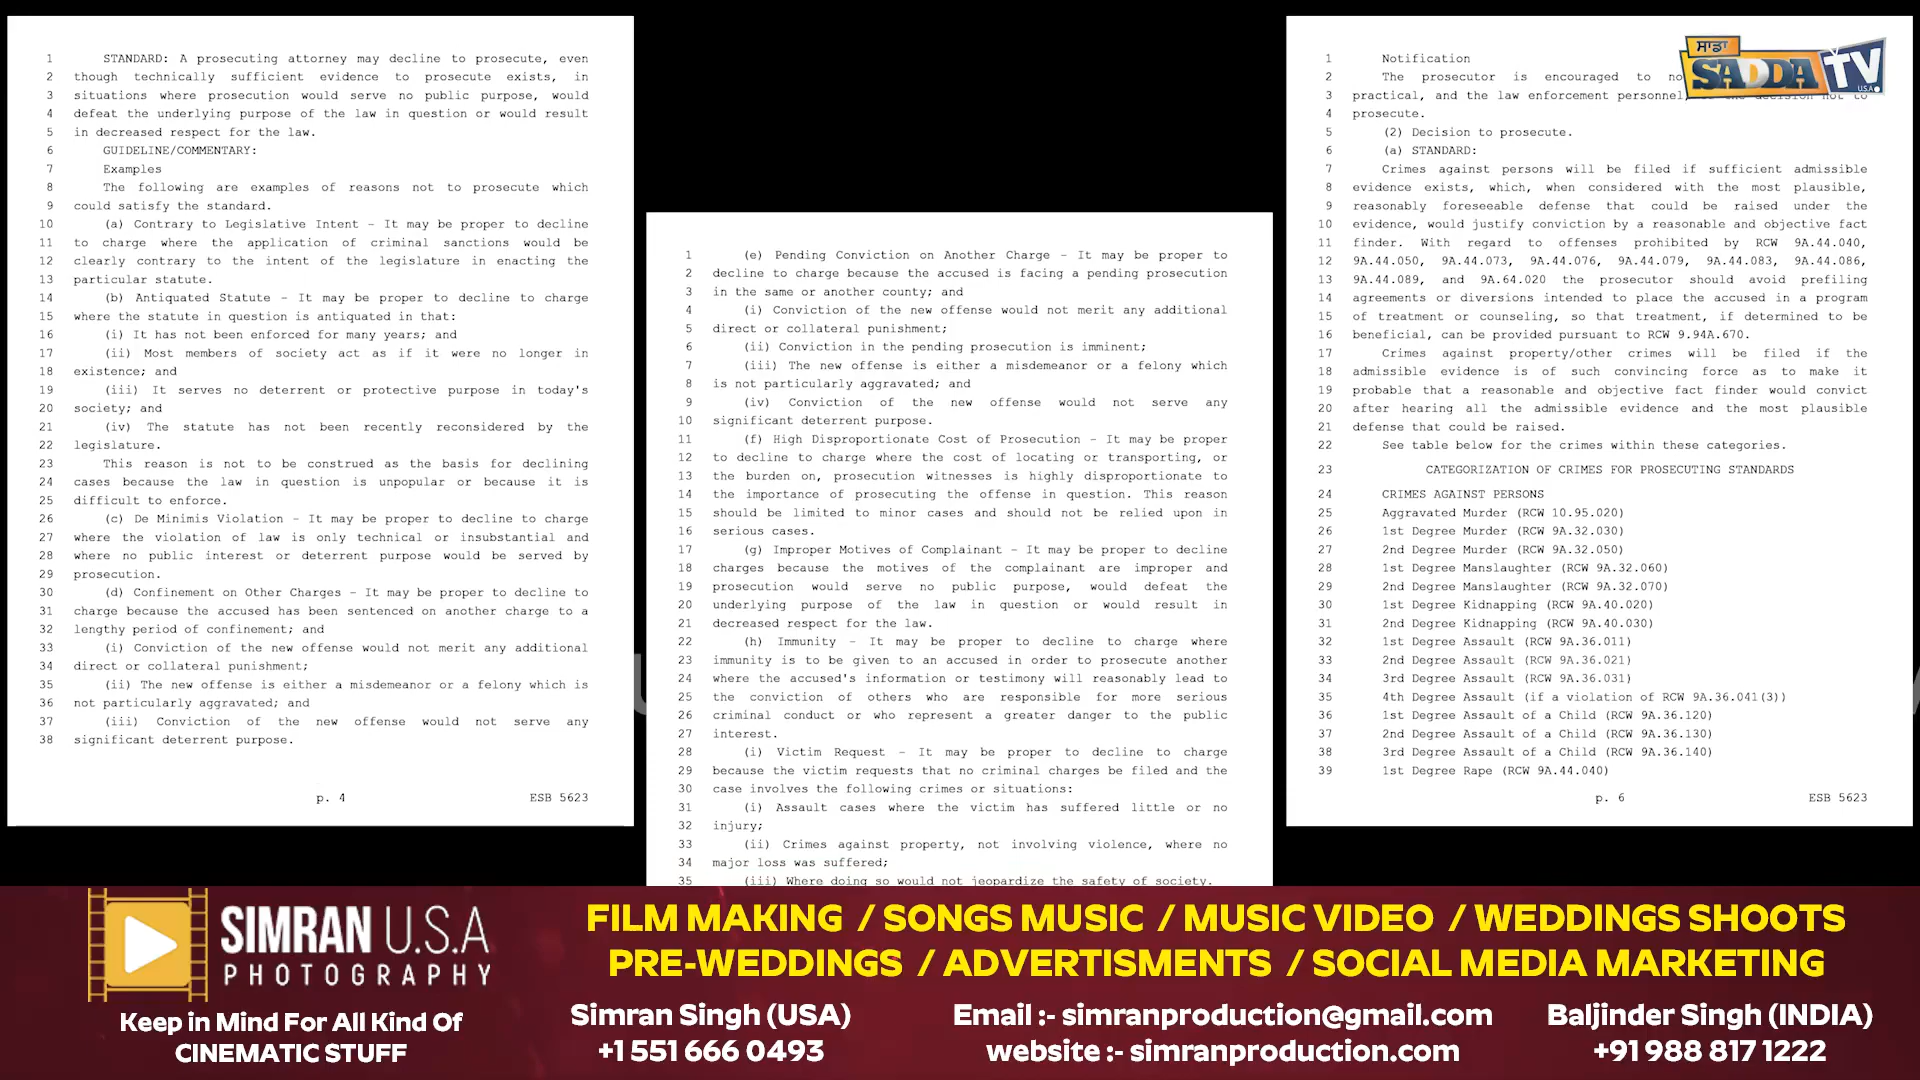 1 STANDARD: A prosecuting attorney may decline to prosecute, even
2 though technically sufficient evidence to prosecute exists, in
3 situations where prosecution would serve no public purpose, would
4 defeat the underlying purpose of the law in question or would result
5 in decreased respect for the law.
6 GUIDELINE/COMMENTARY:
7 Examples
8 The following are examples of reasons not to prosecute which
9 could satisfy the standard.
10 (a) Contrary to Legislative Intent - It may be proper to decline
11 to charge where the application of criminal sanctions would be
12 clearly contrary to the intent of the legislature in enacting the
13 particular statute.
14 (b) Antiquated Statute - It may be proper to decline to charge
15 where the statute in question is antiquated in that:
16 (i) It has not been enforced for many years; and
17 (ii) Most members of society act as if it were no longer in
18 existence; and
19 (iii) It serves no deterrent or protective purpose in today's
20 society; and
21 (iv) The statute has not been recently reconsidered by the
22 legislature.
23 This reason is not to be construed as the basis for declining
24 cases because the law in question is unpopular or because it is
25 difficult to enforce.
26 (c) De Minimis Violation - It may be proper to decline to charge
27 where the violation of law is only technical or insubstantial and
28 where no public interest or deterrent purpose would be served by
29 prosecution.
30 (d) Confinement on Other Charges - It may be proper to decline to
31 charge because the accused has been sentenced on another charge to a
32 lengthy period of confinement; and
33 (i) Conviction of the new offense would not merit any additional
34 direct or collateral punishment;
35 (ii) The new offense is either a misdemeanor or a felony which is
36 not particularly aggravated; and
37 (iii) Conviction of the new offense would not serve any
38 significant deterrent purpose.
p. 4 ESB 5623
1 (e) Pending Conviction on Another Charge - It may be proper to
2 decline to charge because the accused is facing a pending prosecution
3 in the same or another county; and
4 (i) Conviction of the new offense would not merit any additional
5 direct or collateral punishment;
6 (ii) Conviction in the pending prosecution is imminent;
7 (iii) The new offense is either a misdemeanor or a felony which
8 is not particularly aggravated; and
9 (iv) Conviction of the new offense would not serve any
10 significant deterrent purpose.
11 (f) High Disproportionate Cost of Prosecution - It may be proper
12 to decline to charge where the cost of locating or transporting, or
13 the burden on, prosecution witnesses is highly disproportionate to
14 the importance of prosecuting the offense in question. This reason
15 should be limited to minor cases and should not be relied upon in
16 serious cases.
17 (g) Improper Motives of Complainant - It may be proper to decline
18 charges because the motives of the complainant are improper and
19 prosecution would serve no public purpose, would defeat the
20 underlying purpose of the law in question or would result in
21 decreased respect for the law.
22 (h) Immunity - It may be proper to decline to charge where
23 immunity is to be given to an accused in order to prosecute another
24 where the accused's information or testimony will reasonably lead to
25 the conviction of others who are responsible for more serious
26 criminal conduct or who represent a greater danger to the public
27 interest.
28 (i) Victim Request - It may be proper to decline to charge
29 because the victim requests that no criminal charges be filed and the
30 case involves the following crimes or situations:
31 (i) Assault cases where the victim has suffered little or no
32 injury;
33 (ii) Crimes against property, not involving violence, where no
34 major loss was suffered;
35 (iii) Where doing so would not jeopardize the safety of society.
1 Notification
2 The prosecutor is encouraged to
3 practical, and the law enforcement personnel, decision not to
4 prosecute.
5 (2) Decision to prosecute.
6 (a) STANDARD:
7 Crimes against persons will be filed if sufficient admissible
8 evidence exists, which, when considered with the most plausible,
9 reasonably foreseeable defense that could be raised under the
10 evidence, would justify conviction by a reasonable and objective fact
11 finder. With regard to offenses prohibited by RCW 9A.44.040,
12 9A.44.050, 9A.44.073, 9A.44.076, 9A.44.079, 9A.44.083, 9A.44.086,
13 9A.44.089, and 9A.64.020 the prosecutor should avoid prefiling
14 agreements or diversions intended to place the accused in a program
15 of treatment or counseling, so that treatment, if determined to be
16 beneficial, can be provided pursuant to RCW 9.94A.670.
17 Crimes against property/other crimes will be filed if the
18 admissible evidence is of such convincing force as to make it
19 probable that a reasonable and objective fact finder would convict
20 after hearing all the admissible evidence and the most plausible
21 defense that could be raised.
22 See table below for the crimes within these categories.
23 CATEGORIZATION OF CRIMES FOR PROSECUTING STANDARDS
24 CRIMES AGAINST PERSONS
25 Aggravated Murder (RCW 10.95.020)
26 1st Degree Murder (RCW 9A.32.030)
27 2nd Degree Murder (RCW 9A.32.050)
28 1st Degree Manslaughter (RCW 9A.32.060)
29 2nd Degree Manslaughter (RCW 9A.32.070)
30 1st Degree Kidnapping (RCW 9A.40.020)
31 2nd Degree Kidnapping (RCW 9A.40.030)
32 1st Degree Assault (RCW 9A.36.011)
33 2nd Degree Assault (RCW 9A.36.021)
34 3rd Degree Assault (RCW 9A.36.031)
35 4th Degree Assault (if a violation of RCW 9A.36.041(3))
36 1st Degree Assault of a Child (RCW 9A.36.120)
37 2nd Degree Assault of a Child (RCW 9A.36.130)
38 3rd Degree Assault of a Child (RCW 9A.36.140)
39 1st Degree Rape (RCW 9A.44.040)
p. 6 ESB 5623
ਸਾਡਾ
SADDA TV
U.S.A.
SIMRAN U.S.A
PHOTOGRAPHY
Keep in Mind For All Kind Of
CINEMATIC STUFF
FILM MAKING / SONGS MUSIC / MUSIC VIDEO / WEDDINGS SHOOTS
PRE-WEDDINGS / ADVERTISMENTS / SOCIAL MEDIA MARKETING
Simran Singh (USA)
+1 551 666 0493
Email :- simranproduction@gmail.com
website :- simranproduction.com
Baljinder Singh (INDIA)
+91 988 817 1222